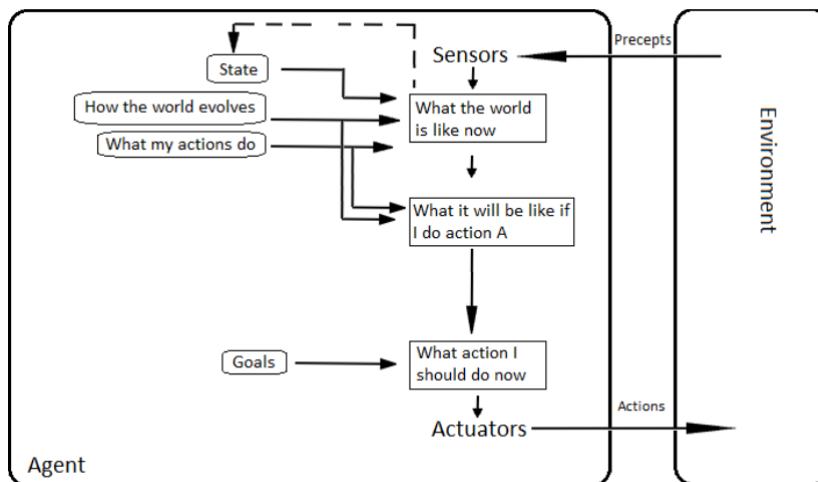 Precepts
Sensors
State
How the world evolves
What the world
is like now
What my actions do
What it will be like if
I do action A
Environment
Goals
What action I
should do now
Actions
Actuators
Agent